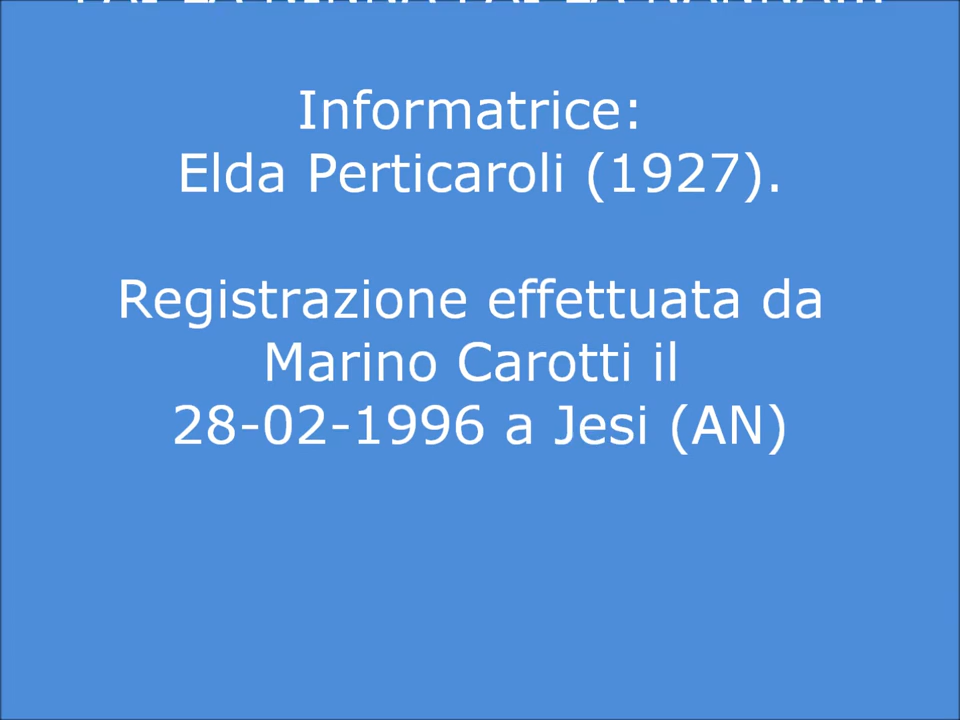 Informatrice:
Elda Perticaroli (1927).
Registrazione effettuata da
Marino Carotti il
28-02-1996 a Jesi (AN)